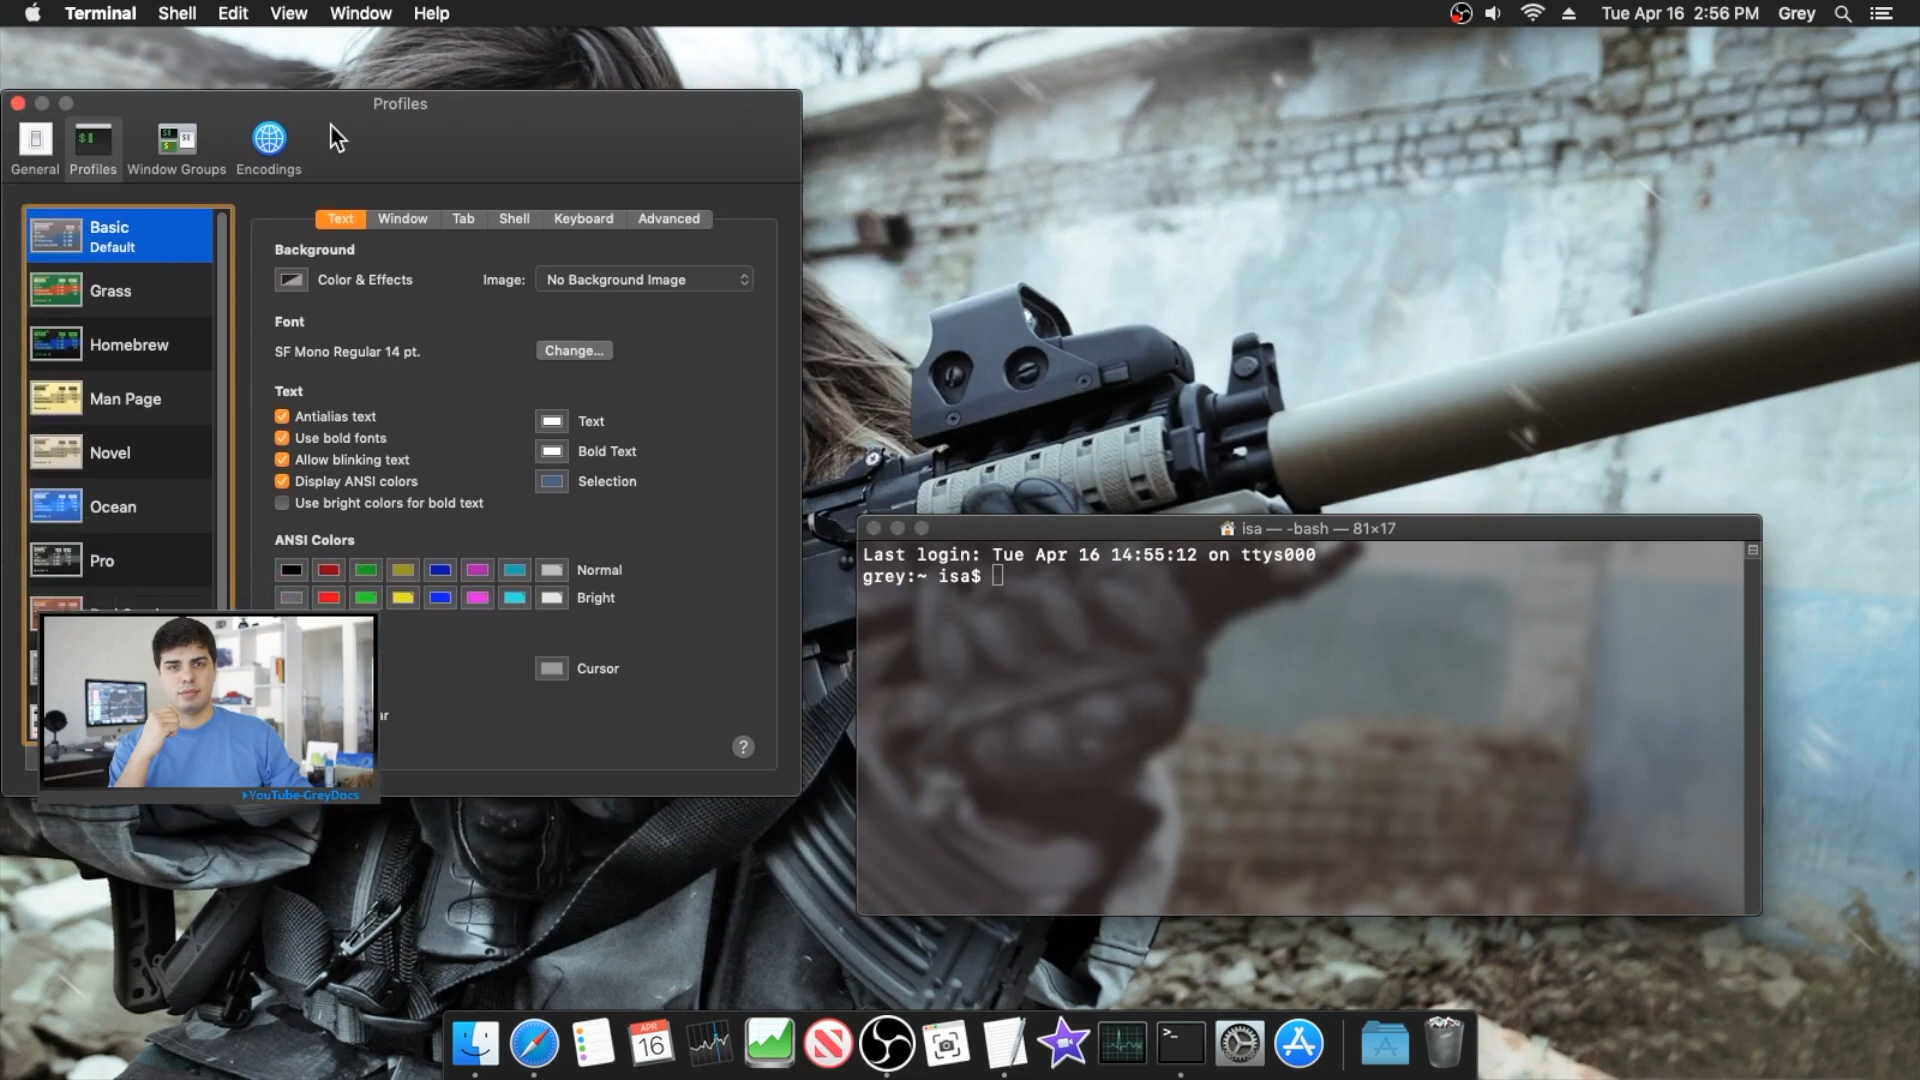 Terminal Shell Edit View Window Help
Tue Apr 16 2:56 PM Grey
Profiles
General Profiles Window Groups Encodings
Basic
Default
Grass
Homebrew
Man Page
Novel
Ocean
Pro
Text Window Tab Shell Keyboard Advanced
Background
Color & Effects Image: No Background Image
Font
SF Mono Regular 14 pt. Change...
Text
Antialias text
Use bold fonts
Allow blinking text
Display ANSI colors
Use bright colors for bold text
Text
Bold Text
Selection
ANSI Colors
Normal
Bright
Cursor
ar
?
YouTube-GreyDocs
isa — -bash — 81×17
Last login: Tue Apr 16 14:55:12 on ttys000
grey:~ isa$
APR
16